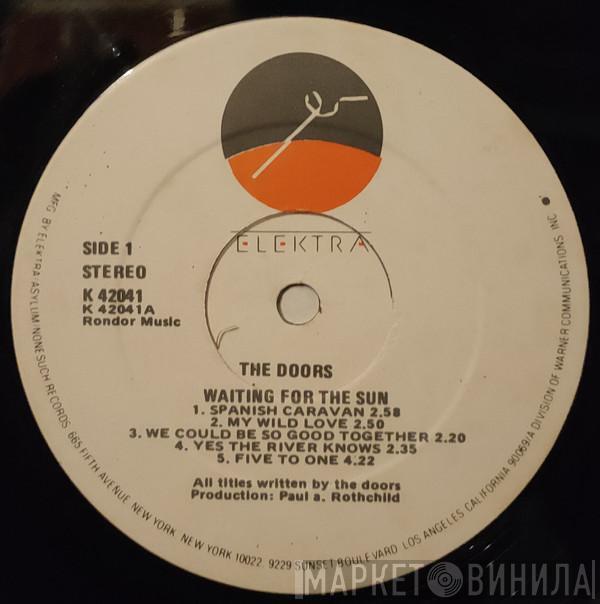 ELEKTRA
SIDE 1
STEREO
K 42041
K 42041A
Rondor Music
THE DOORS
WAITING FOR THE SUN
1. SPANISH CARAVAN 2.58
2. MY WILD LOVE 2.50
3. WE COULD BE SO GOOD TOGETHER 2.20
4. YES THE RIVER KNOWS 2.35
5. FIVE TO ONE 4.22
All titles written by the doors
Production: Paul a. Rothchild
MFG. BY ELEKTRA/ASYLUM/NONESUCH RECORDS. 665 FIFTH AVENUE. NEW YORK. NEW YORK 10022. 9229 SUNSET BOULEVARD. LOS ANGELES. CALIFORNIA. 90069/A DIVISION OF WARNER COMMUNICATIONS. INC.
МАРКЕТ ВИНИЛА